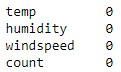 temp 0
humidity 0
windspeed 0
count 0